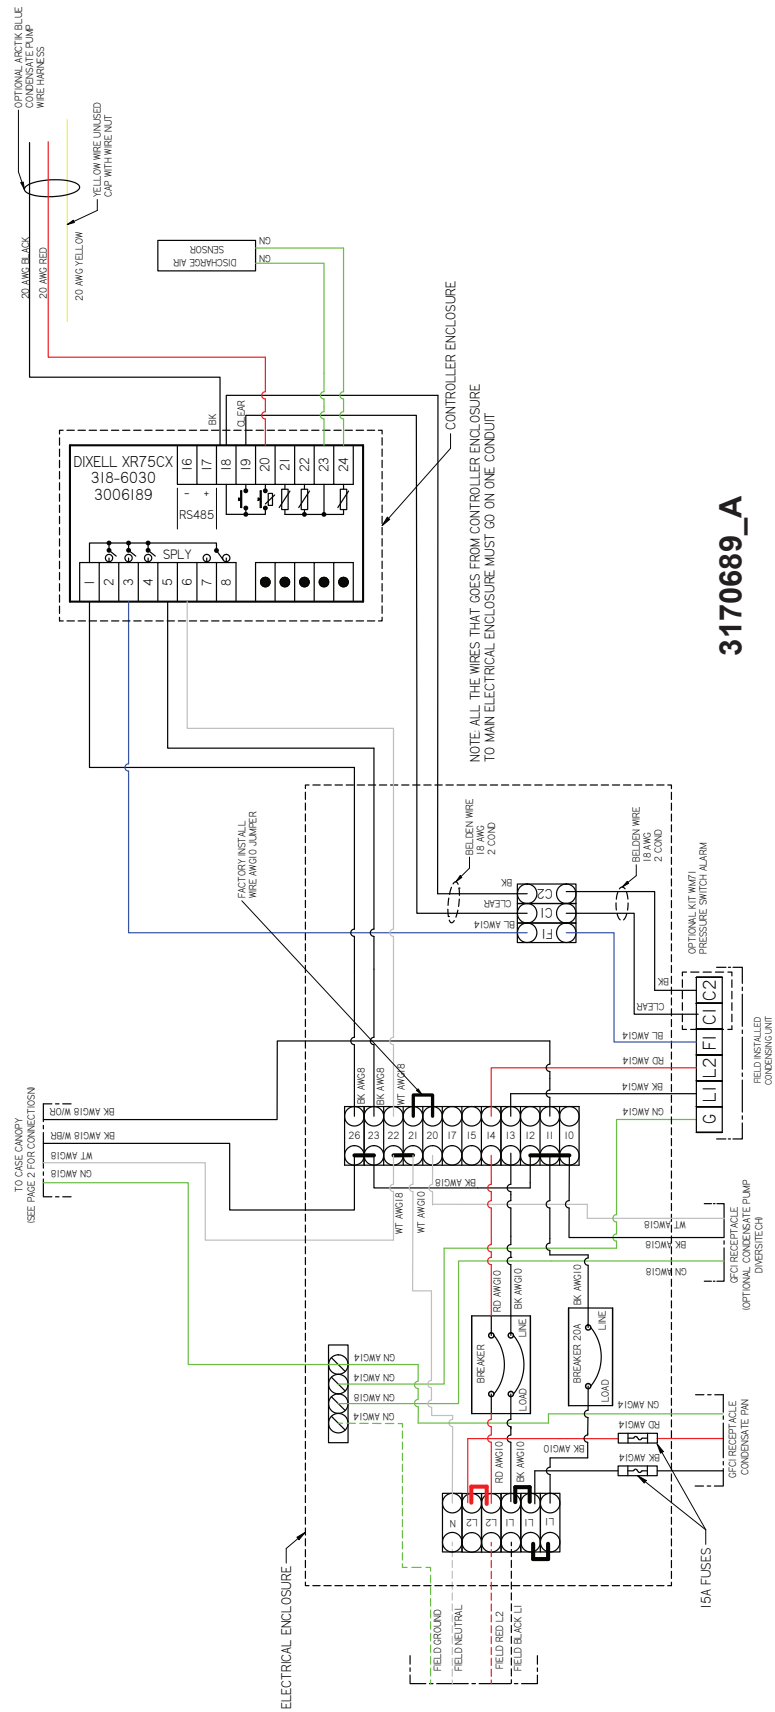 OPTIONAL ARCTIK BLUE
CONDENSATE PUMP
WIRE HARNESS
20 AWG BLACK
20 AWG RED
20 AWG YELLOW
YELLOW WIRE UNUSED
CAP WITH WIRE NUT
DISCHARGE AIR
SENSOR
GN
GN
CONTROLLER ENCLOSURE
BK
CLEAR
DIXELL XR75CX
318-6030
3006189
16
17
18
19
20
21
22
23
24
- +
RS485
SPLY
1
2
3
4
5
6
7
8
NOTE: ALL THE WIRES THAT GOES FROM CONTROLLER ENCLOSURE
TO MAIN ELECTRICAL ENCLOSURE MUST GO ON ONE CONDUIT
3170689_A
FACTORY INSTALL
WIRE AWG10 JUMPER
BELDEN WIRE
18 AWG
2 COND
BK
CLEAR
BL AWG14
C2
C1
F1
BELDEN WIRE
18 AWG
2 COND
OPTIONAL KIT WM71
PRESSURE SWITCH ALARM
BK
CLEAR
BL AWG14
RD AWG14
BK AWG14
GN AWG14
G
L1
L2
F1
C1
C2
FIELD INSTALLED
CONDENSING UNIT
TO CASE CANOPY
(SEE PAGE 2 FOR CONNECTIOSN)
BK AWG18 W/OR
BK AWG18 W/BR
WT AWG18
GN AWG18
BK AWG8
BK AWG8
WT AWG18
26
23
22
21
20
17
15
14
13
12
11
10
WT AWG18
WT AWG10
BK AWG18
RD AWG10
BK AWG10
BK AWG10
WT AWG18
BK AWG18
GN AWG18
GFCI RECEPTACLE
(OPTIONAL CONDENSATE PUMP
DIVERSITECH)
GN AWG14
GN AWG14
GN AWG18
GN AWG14
BREAKER
LINE
LOAD
BREAKER 20A
LINE
LOAD
RD AWG10
BK AWG10
BK AWG10
GN AWG14
RD AWG14
BK AWG14
GFCI RECEPTACLE
CONDENSATE PAN
N
L2
L2
L1
L1
L1
15A FUSES
ELECTRICAL ENCLOSURE
FIELD GROUND
FIELD NEUTRAL
FIELD RED L2
FIELD BLACK L1